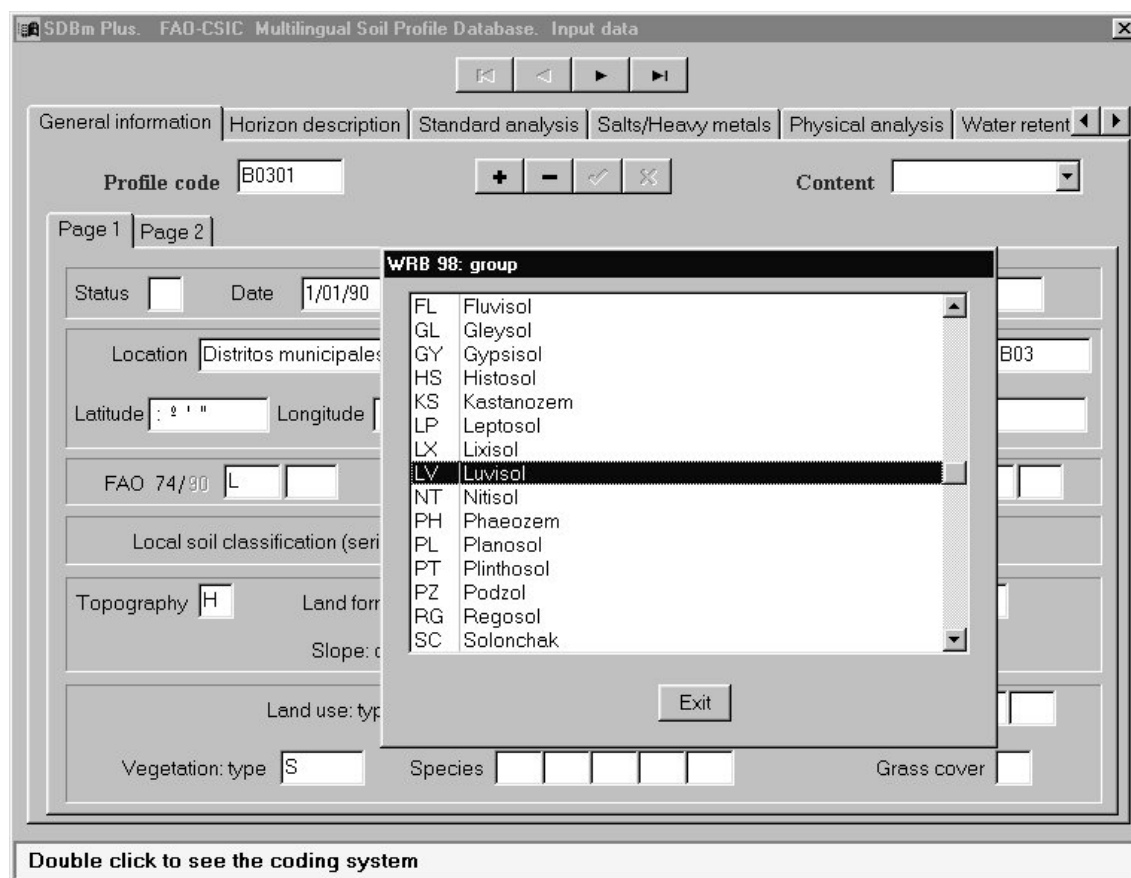 SDBm Plus. FAO-CSIC Multilingual Soil Profile Database. Input data
General information Horizon description Standard analysis Salts/Heavy metals Physical analysis Water retent
Profile code B0301 Content
Page 1 Page 2
WRB 98: group
Status Date 1/01/90
Location Distritos municipales B03
Latitude : º ' " Longitude
FAO 74/90 L
Local soil classification (seri
Topography H Land for
Slope:
Land use: typ
FL Fluvisol
GL Gleysol
GY Gypsisol
HS Histosol
KS Kastanozem
LP Leptosol
LX Lixisol
LV Luvisol
NT Nitisol
PH Phaeozem
PL Planosol
PT Plinthosol
PZ Podzol
RG Regosol
SC Solonchak
Exit
Vegetation: type S Species Grass cover
Double click to see the coding system